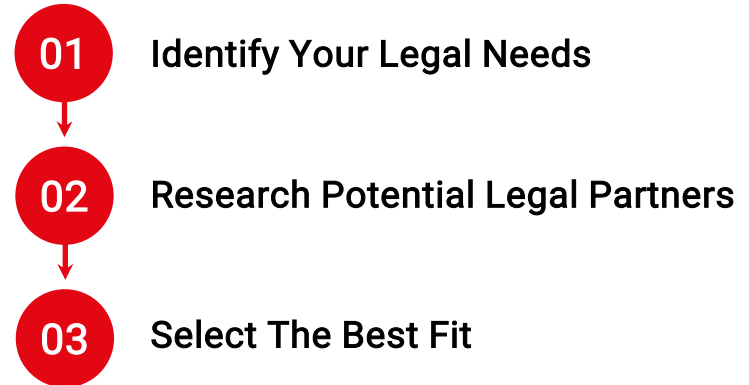 01 Identify Your Legal Needs
02 Research Potential Legal Partners
03 Select The Best Fit